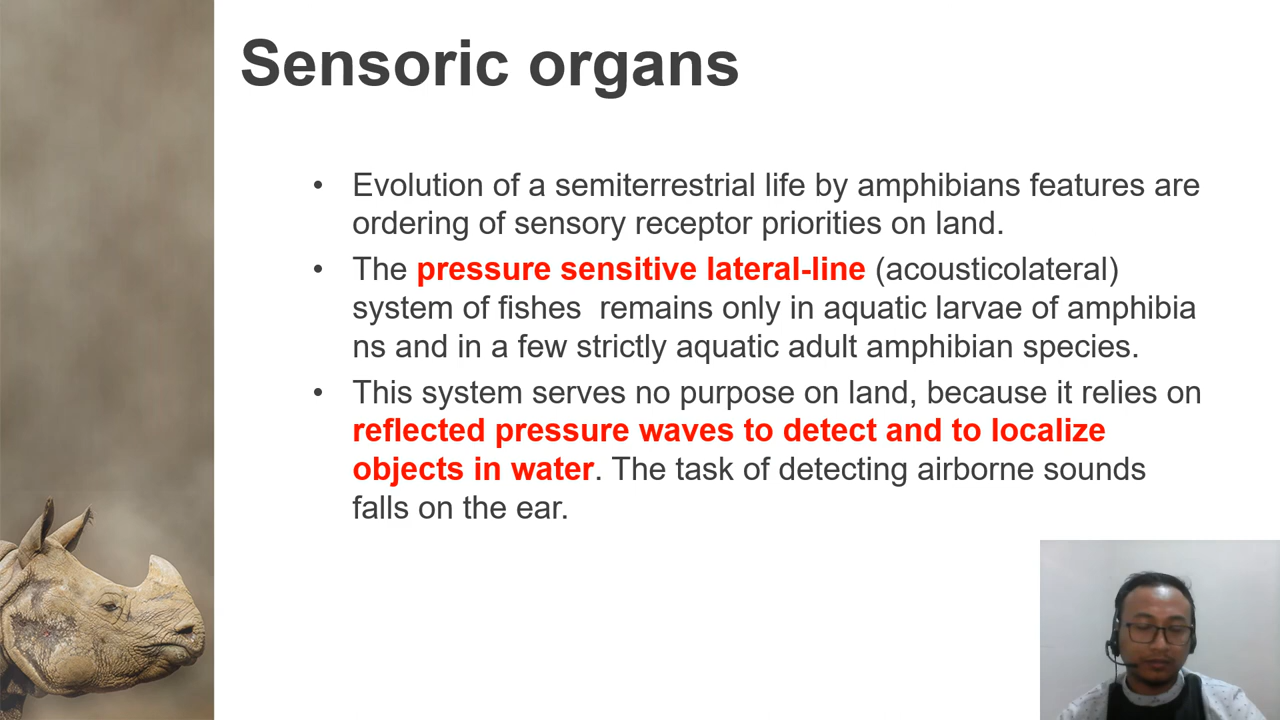 Sensoric organs
• Evolution of a semiterrestrial life by amphibians features are
ordering of sensory receptor priorities on land.
• The pressure sensitive lateral-line (acousticolateral)
system of fishes  remains only in aquatic larvae of amphibia
ns and in a few strictly aquatic adult amphibian species.
• This system serves no purpose on land, because it relies on
reflected pressure waves to detect and to localize
objects in water. The task of detecting airborne sounds
falls on the ear.